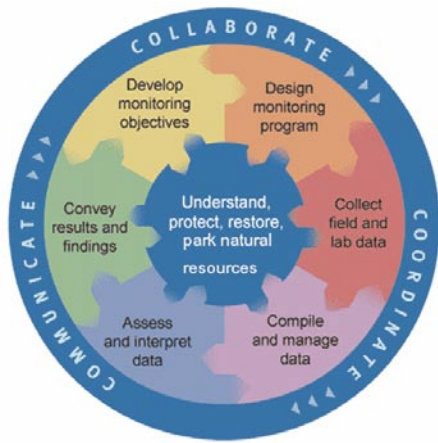 COLLABORATE
Develop
monitoring
objectives
Design
monitoring
program
Convey
results and
findings
Understand,
protect, restore,
park natural
resources
Collect
field and
lab data
Assess
and interpret
data
Compile
and manage
data
COMMUNICATE
COORDINATE